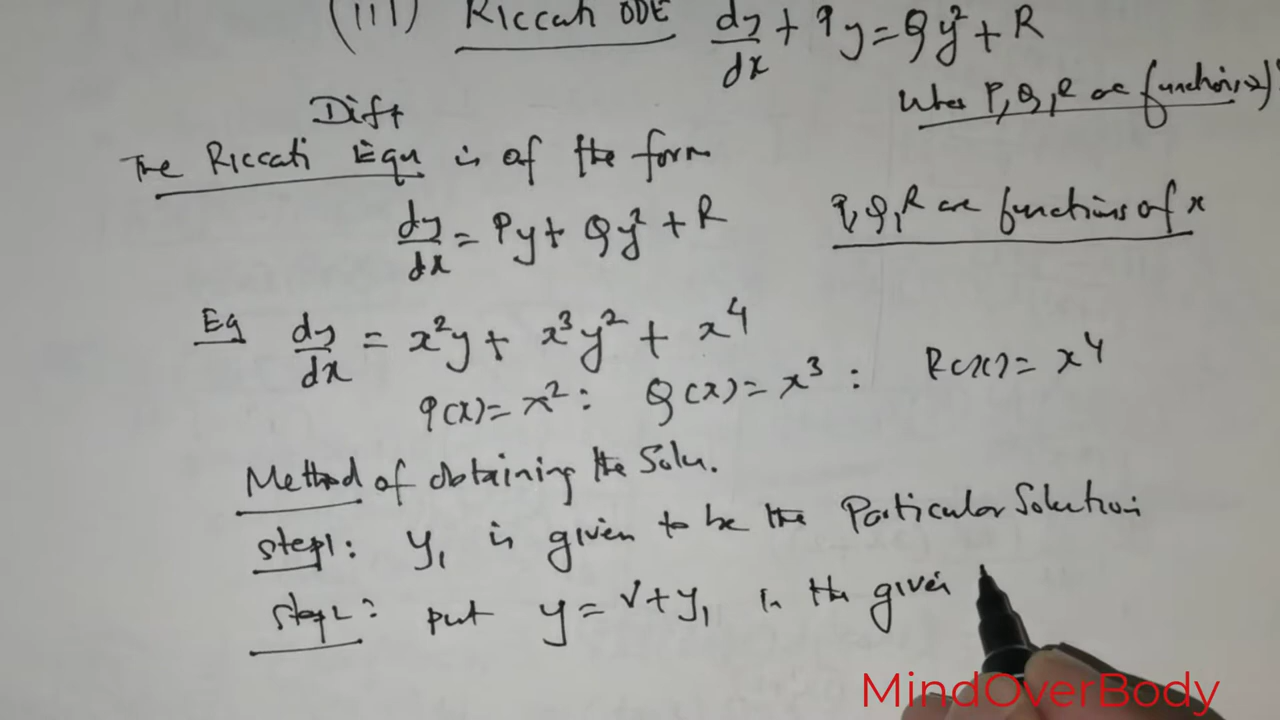 (iii) Riccati ODE dy/dx + Py = Qy² + R
where P, Q, R are functions(x)
Diff
The Riccati Equ is of the form
dy/dx = Py + Qy² + R
P, Q, R are functions of x
Eg dy/dx = x²y + x³y² + x⁴
P(x) = x² : Q(x) = x³ : R(x) = x⁴
Method of obtaining the Soln.
step1: y₁ is given to be the Particular Solution
step2: put y = v + y₁ in the given
MindOverBody